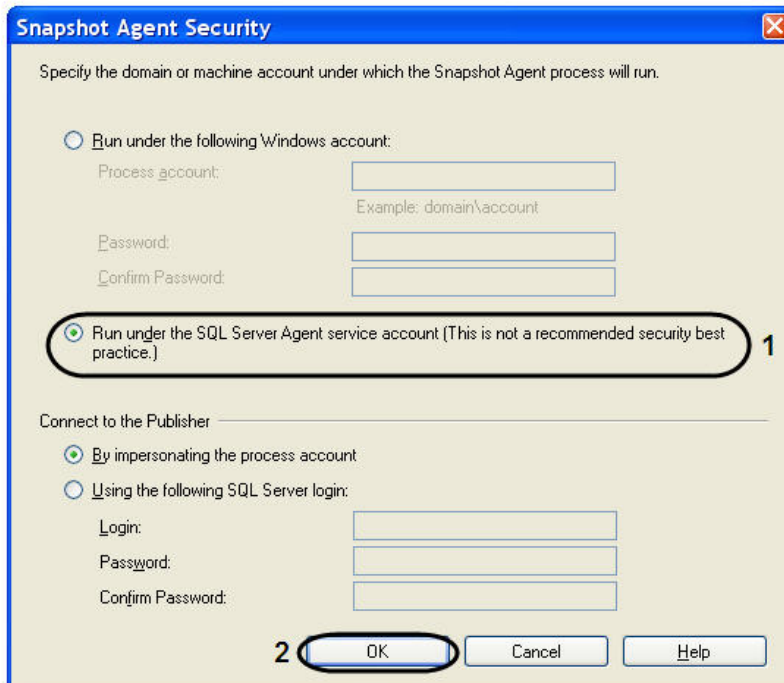 Snapshot Agent Security
Specify the domain or machine account under which the Snapshot Agent process will run.
Run under the following Windows account:
Process account:
Example: domain\account
Password:
Confirm Password:
Run under the SQL Server Agent service account (This is not a recommended security best
practice.)
1
Connect to the Publisher
By impersonating the process account
Using the following SQL Server login:
Login:
Password:
Confirm Password:
2 OK Cancel Help